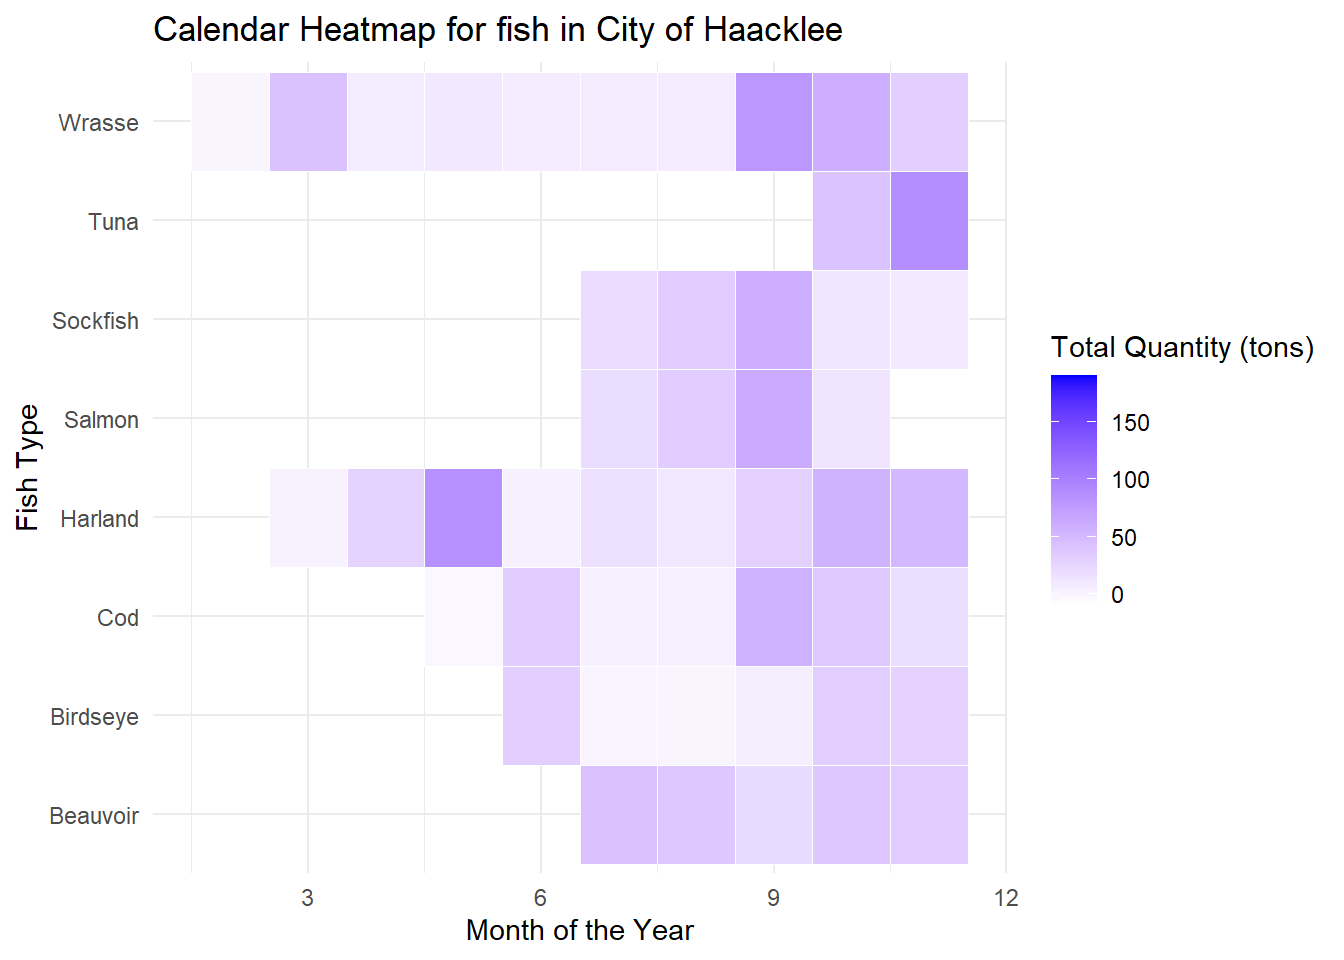 Calendar Heatmap for fish in City of Haacklee
Wrasse
Tuna
Sockfish
Salmon
Harland
Cod
Birdseye
Beauvoir
Fish Type
3 6 9 12
Month of the Year
Total Quantity (tons)
150
100
50
0